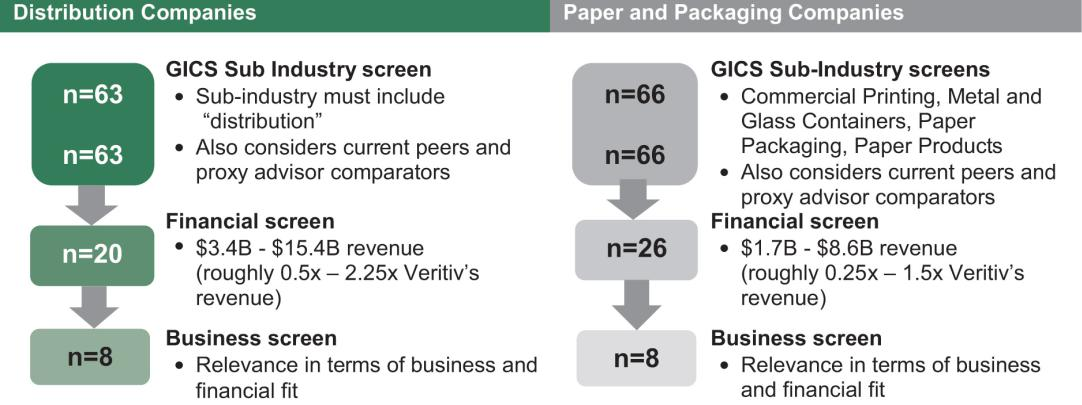 Distribution Companies
n=63
n=63
GICS Sub Industry screen
• Sub-industry must include
“distribution”
• Also considers current peers and
proxy advisor comparators
n=20
Financial screen
• $3.4B - $15.4B revenue
(roughly 0.5x – 2.25x Veritiv’s
revenue)
n=8
Business screen
• Relevance in terms of business and
financial fit
Paper and Packaging Companies
n=66
n=66
GICS Sub-Industry screens
• Commercial Printing, Metal and
Glass Containers, Paper
Packaging, Paper Products
• Also considers current peers and
proxy advisor comparators
n=26
Financial screen
• $1.7B - $8.6B revenue
(roughly 0.25x – 1.5x Veritiv’s
revenue)
n=8
Business screen
• Relevance in terms of business
and financial fit